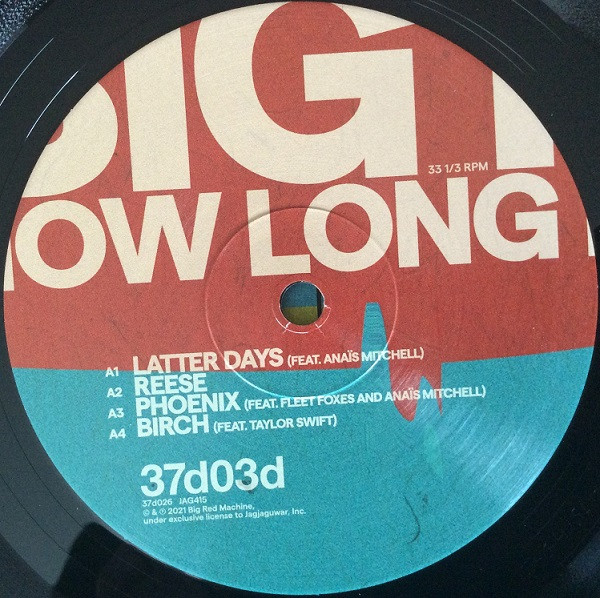 BIG
33 1/3 RPM
HOW LONG
A1 LATTER DAYS (FEAT. ANAÏS MITCHELL)
A2 REESE
A3 PHOENIX (FEAT. FLEET FOXES AND ANAÏS MITCHELL)
A4 BIRCH (FEAT. TAYLOR SWIFT)
37d03d
37d026 JAG415
© & ℗ 2021 Big Red Machine,
under exclusive license to Jagjaguwar, Inc.